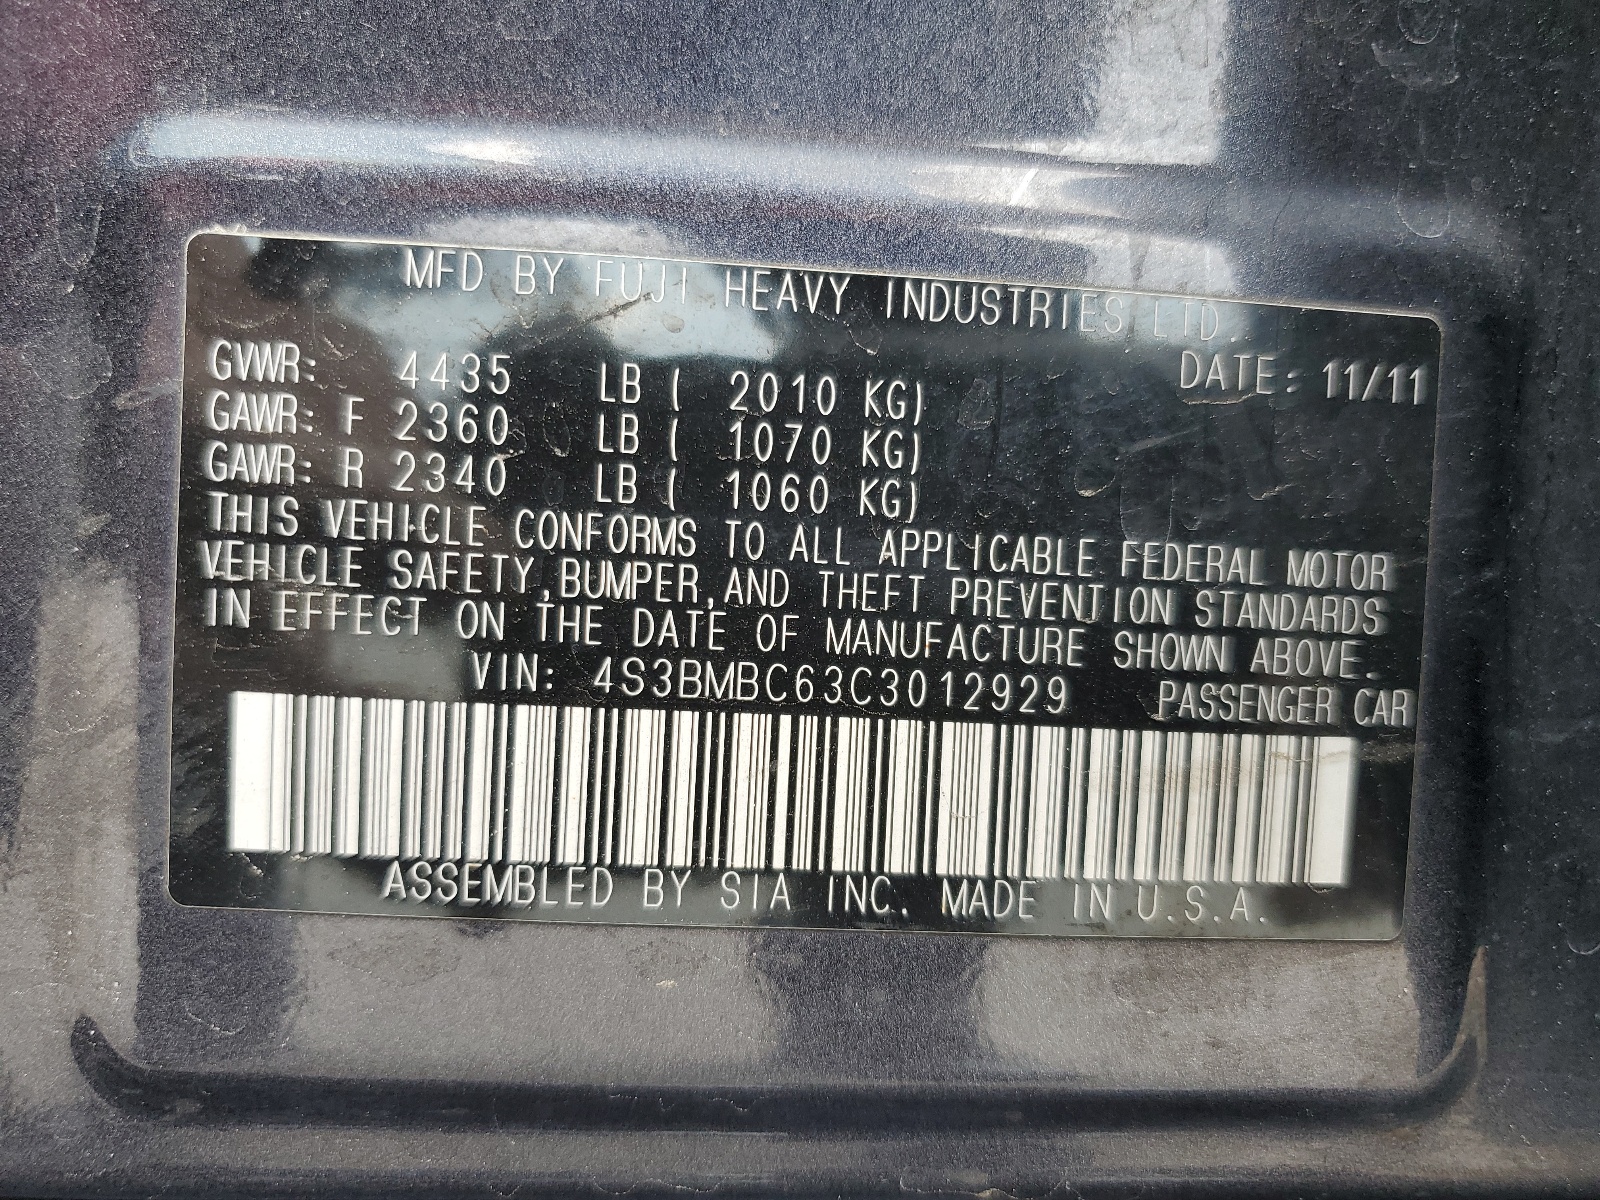 MFD BY FUJI HEAVY INDUSTRIES LTD.
DATE: 11/11
GVWR: 4435 LB ( 2010 KG)
GAWR: F 2360 LB ( 1070 KG)
GAWR: R 2340 LB ( 1060 KG)
THIS VEHICLE CONFORMS TO ALL APPLICABLE FEDERAL MOTOR
VEHICLE SAFETY, BUMPER, AND THEFT PREVENTION STANDARDS
IN EFFECT ON THE DATE OF MANUFACTURE SHOWN ABOVE.
VIN: 4S3BMBC63C3012929 PASSENGER CAR
ASSEMBLED BY SIA INC. MADE IN U.S.A.